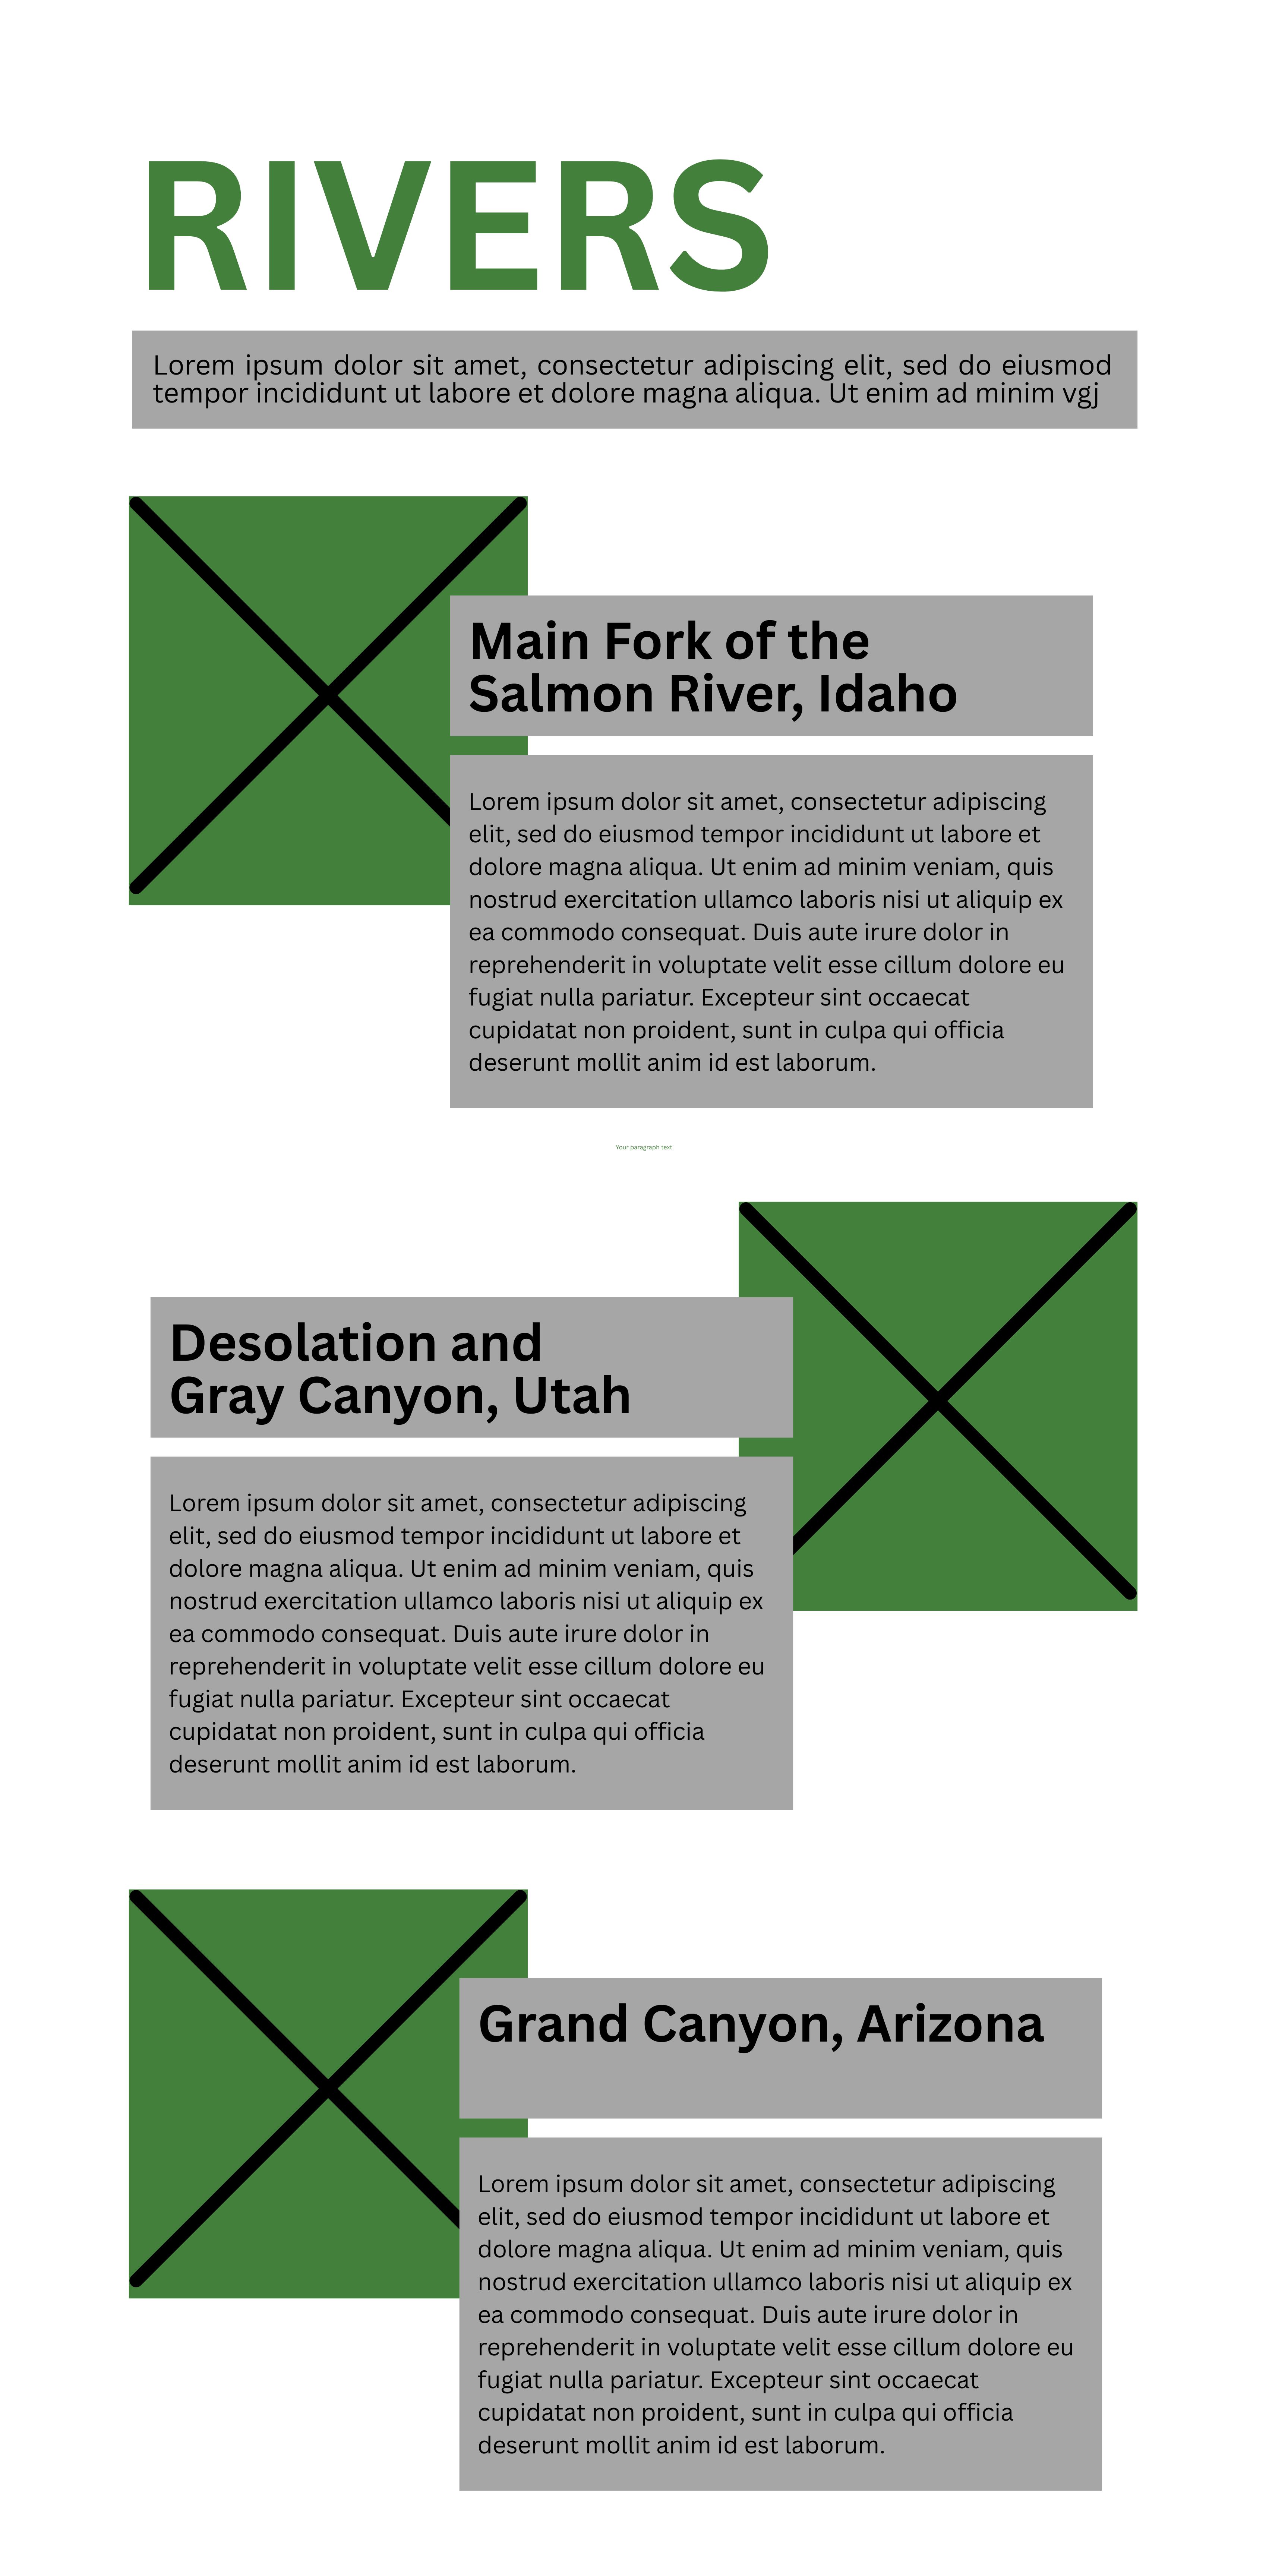 RIVERS
Lorem ipsum dolor sit amet, consectetur adipiscing elit, sed do eiusmod
tempor incididunt ut labore et dolore magna aliqua. Ut enim ad minim vgj
Main Fork of the
Salmon River, Idaho
Lorem ipsum dolor sit amet, consectetur adipiscing
elit, sed do eiusmod tempor incididunt ut labore et
dolore magna aliqua. Ut enim ad minim veniam, quis
nostrud exercitation ullamco laboris nisi ut aliquip ex
ea commodo consequat. Duis aute irure dolor in
reprehenderit in voluptate velit esse cillum dolore eu
fugiat nulla pariatur. Excepteur sint occaecat
cupidatat non proident, sunt in culpa qui officia
deserunt mollit anim id est laborum.
Your paragraph text
Desolation and
Gray Canyon, Utah
Lorem ipsum dolor sit amet, consectetur adipiscing
elit, sed do eiusmod tempor incididunt ut labore et
dolore magna aliqua. Ut enim ad minim veniam, quis
nostrud exercitation ullamco laboris nisi ut aliquip ex
ea commodo consequat. Duis aute irure dolor in
reprehenderit in voluptate velit esse cillum dolore eu
fugiat nulla pariatur. Excepteur sint occaecat
cupidatat non proident, sunt in culpa qui officia
deserunt mollit anim id est laborum.
Grand Canyon, Arizona
Lorem ipsum dolor sit amet, consectetur adipiscing
elit, sed do eiusmod tempor incididunt ut labore et
dolore magna aliqua. Ut enim ad minim veniam, quis
nostrud exercitation ullamco laboris nisi ut aliquip ex
ea commodo consequat. Duis aute irure dolor in
reprehenderit in voluptate velit esse cillum dolore eu
fugiat nulla pariatur. Excepteur sint occaecat
cupidatat non proident, sunt in culpa qui officia
deserunt mollit anim id est laborum.